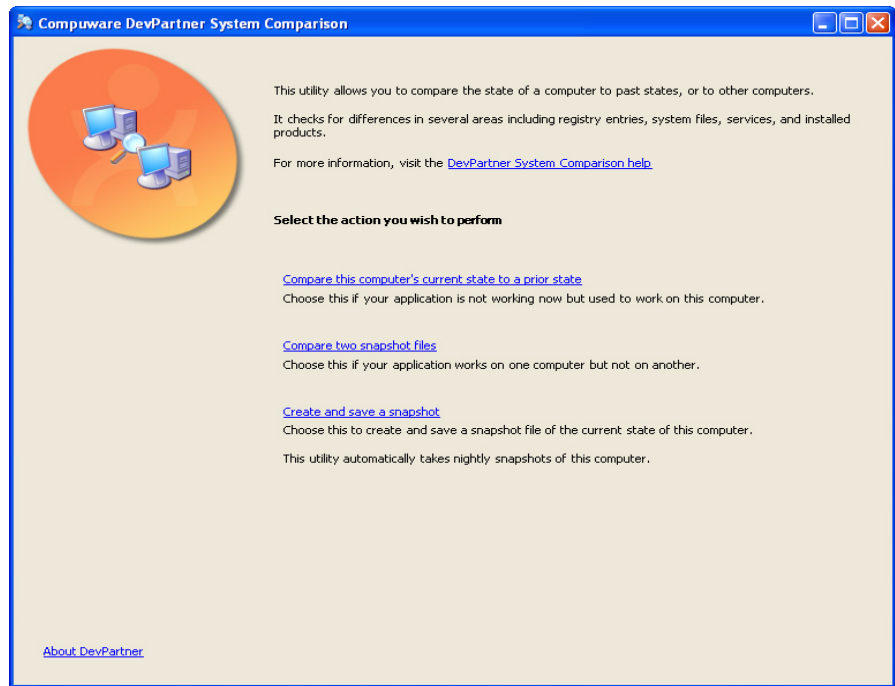 Compuware DevPartner System Comparison
This utility allows you to compare the state of a computer to past states, or to other computers.
It checks for differences in several areas including registry entries, system files, services, and installed
products.
For more information, visit the DevPartner System Comparison help
Select the action you wish to perform
Compare this computer's current state to a prior state
Choose this if your application is not working now but used to work on this computer.
Compare two snapshot files
Choose this if your application works on one computer but not on another.
Create and save a snapshot
Choose this to create and save a snapshot file of the current state of this computer.
This utility automatically takes nightly snapshots of this computer.
About DevPartner